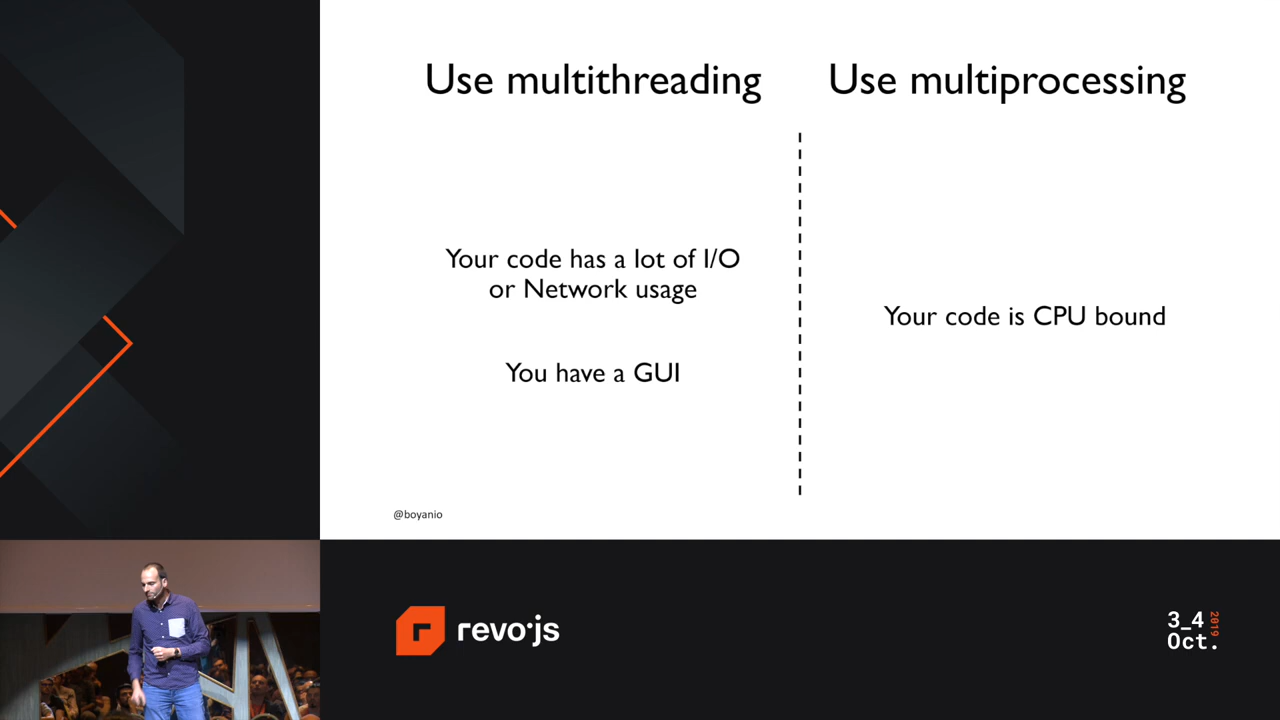 Use multithreading
Use multiprocessing
Your code has a lot of I/O
or Network usage
You have a GUI
Your code is CPU bound
@boyanio
revo·js
3_4
Oct.
2019